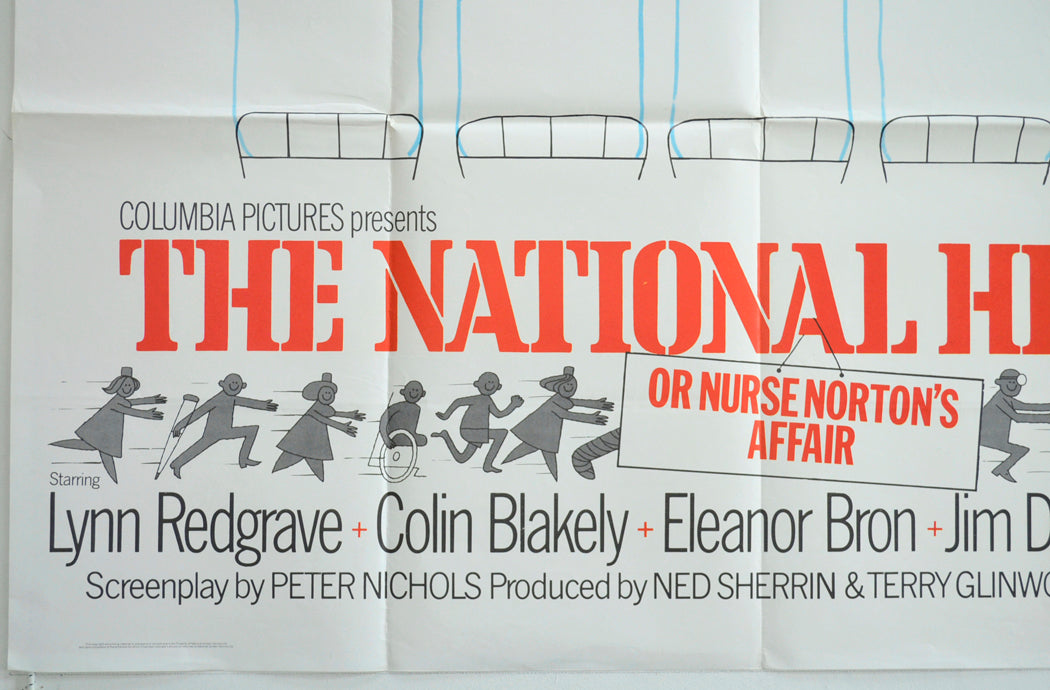 COLUMBIA PICTURES presents
THE NATIONAL H
OR NURSE NORTON'S
AFFAIR
Starring
Lynn Redgrave + Colin Blakely + Eleanor Bron + Jim D
Screenplay by PETER NICHOLS Produced by NED SHERRIN & TERRY GLINWO